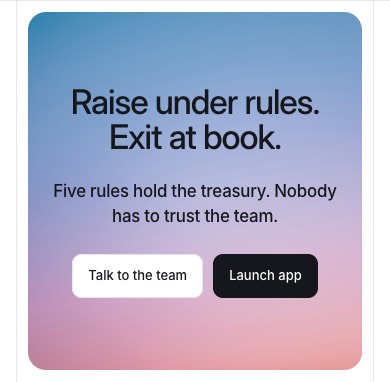 Raise under rules.
Exit at book.
Five rules hold the treasury. Nobody
has to trust the team.
Talk to the team
Launch app